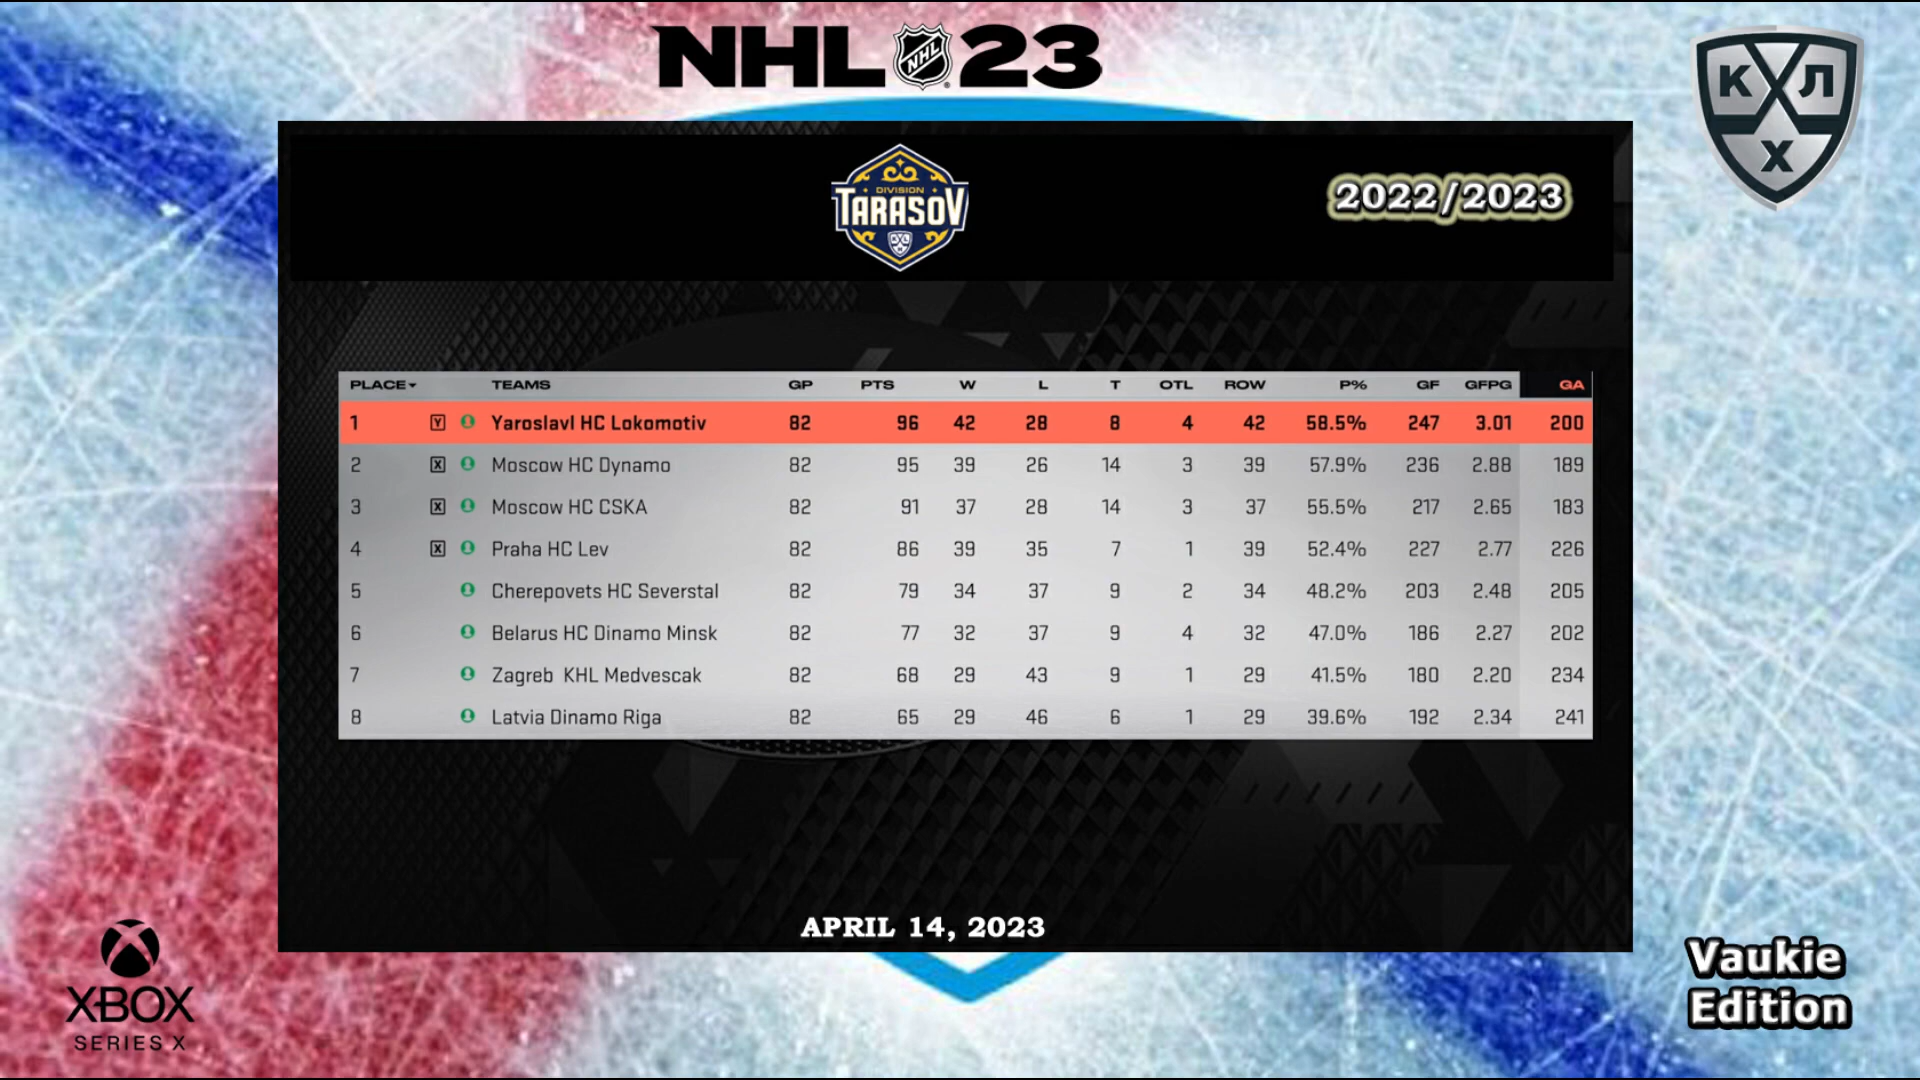 NHL NHL 23
К Х Л
Х
DIVISION
TARASOV
2022/2023
PLACE TEAMS GP PTS W L T OTL ROW P% GF GFPG GA
1 Y Yaroslavl HC Lokomotiv 82 96 42 28 8 4 42 58.5% 247 3.01 200
2 X Moscow HC Dynamo 82 95 39 26 14 3 39 57.9% 236 2.88 189
3 X Moscow HC CSKA 82 91 37 28 14 3 37 55.5% 217 2.65 183
4 X Praha HC Lev 82 86 39 35 7 1 39 52.4% 227 2.77 226
5 Cherepovets HC Severstal 82 79 34 37 9 2 34 48.2% 203 2.48 205
6 Belarus HC Dinamo Minsk 82 77 32 37 9 4 32 47.0% 186 2.27 202
7 Zagreb KHL Medvescak 82 68 29 43 9 1 29 41.5% 180 2.20 234
8 Latvia Dinamo Riga 82 65 29 46 6 1 29 39.6% 192 2.34 241
APRIL 14, 2023
XBOX
SERIES X
Vaukie
Edition